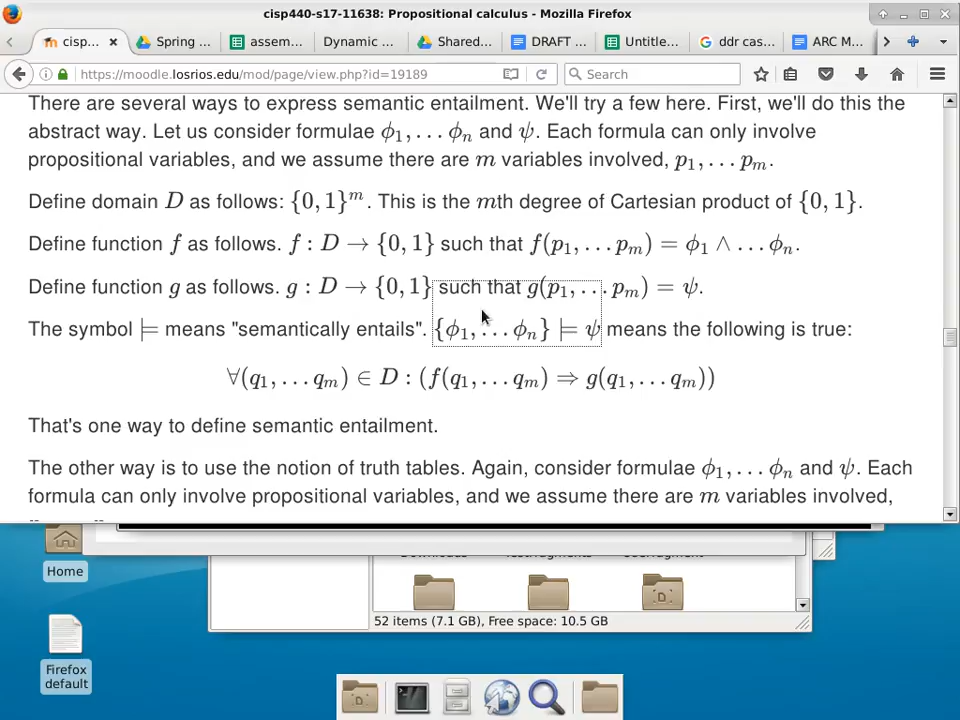 cisp440-s17-11638: Propositional calculus - Mozilla Firefox
cisp... Spring ... assem... Dynamic ... Shared... DRAFT ... Untitle... ddr cas... ARC M...
https://moodle.losrios.edu/mod/page/view.php?id=19189 Search
There are several ways to express semantic entailment. We'll try a few here. First, we'll do this the
abstract way. Let us consider formulae ϕ₁, … ϕₙ and ψ. Each formula can only involve
propositional variables, and we assume there are m variables involved, p₁, … pₘ.
Define domain D as follows: {0, 1}ᵐ. This is the mth degree of Cartesian product of {0, 1}.
Define function f as follows. f : D → {0, 1} such that f(p₁, … pₘ) = ϕ₁ ∧ … ϕₙ.
Define function g as follows. g : D → {0, 1} such that g(p₁, … pₘ) = ψ.
The symbol ⊨ means "semantically entails". {ϕ₁, … ϕₙ} ⊨ ψ means the following is true:
∀(q₁, … qₘ) ∈ D : (f(q₁, … qₘ) ⇒ g(q₁, … qₘ))
That's one way to define semantic entailment.
The other way is to use the notion of truth tables. Again, consider formulae ϕ₁, … ϕₙ and ψ. Each
formula can only involve propositional variables, and we assume there are m variables involved,
52 items (7.1 GB), Free space: 10.5 GB
Home
Firefox
default